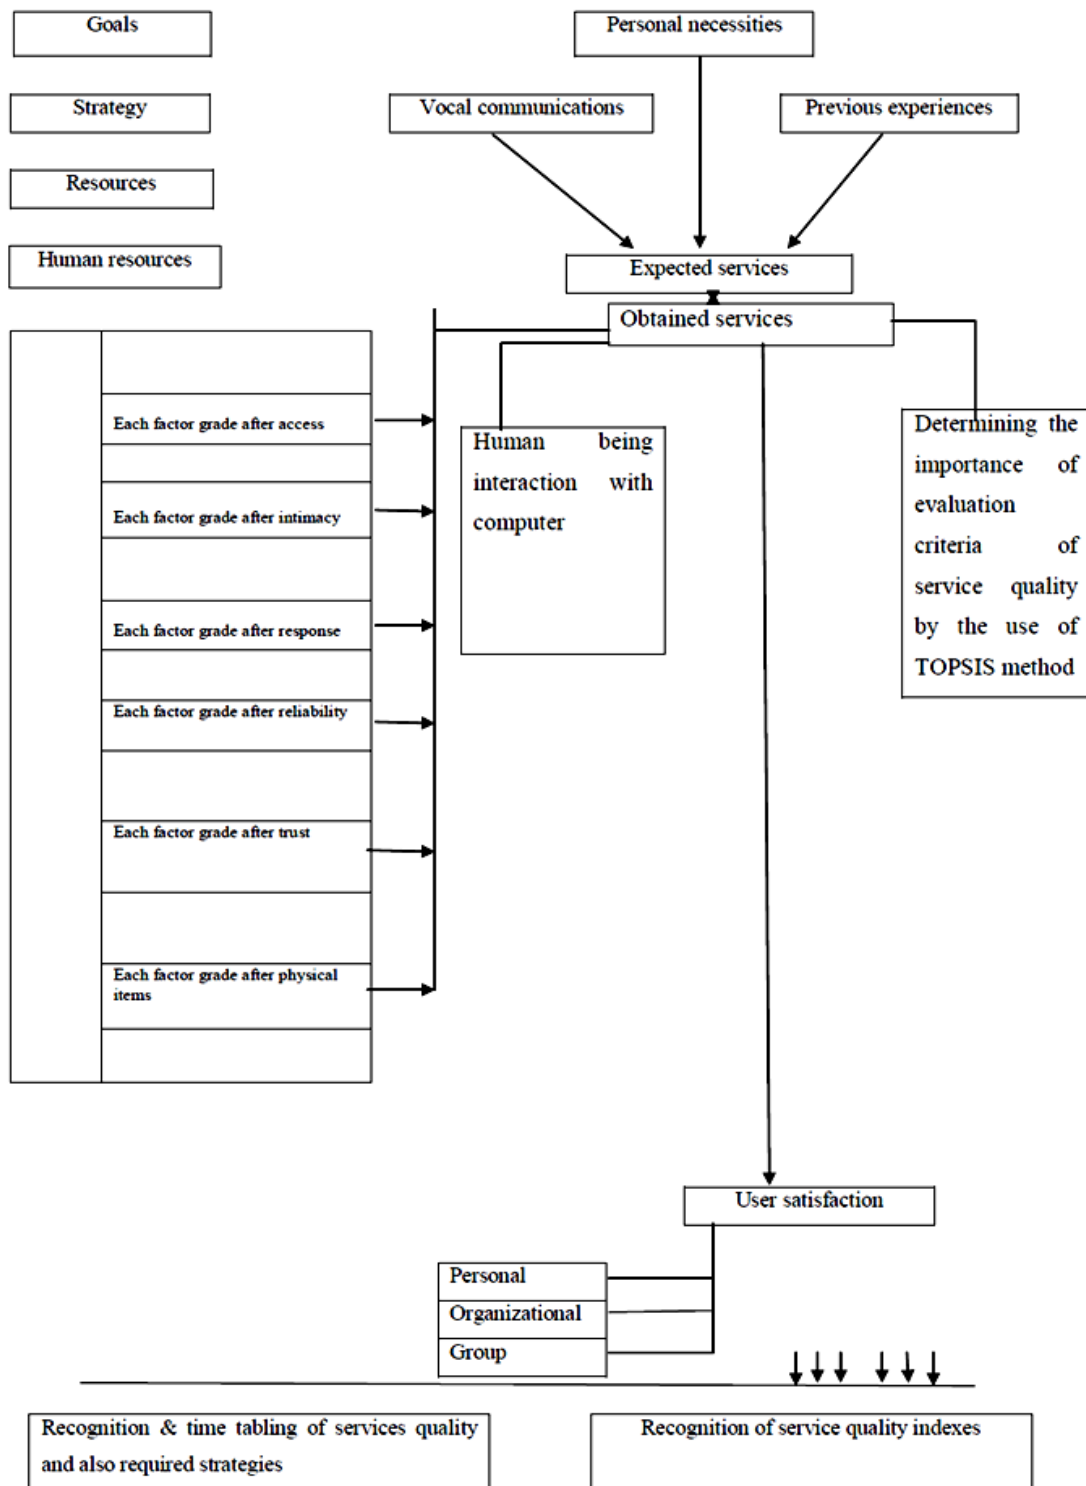 Goals
Personal necessities
Strategy
Vocal communications
Previous experiences
Resources
Human resources
Expected services
Obtained services
Each factor grade after access
Each factor grade after intimacy
Each factor grade after response
Each factor grade after reliability
Each factor grade after trust
Each factor grade after physical
items
Human being
interaction with
computer
Determining the
importance of
evaluation
criteria of
service quality
by the use of
TOPSIS method
User satisfaction
Personal
Organizational
Group
Recognition & time tabling of services quality
and also required strategies
Recognition of service quality indexes